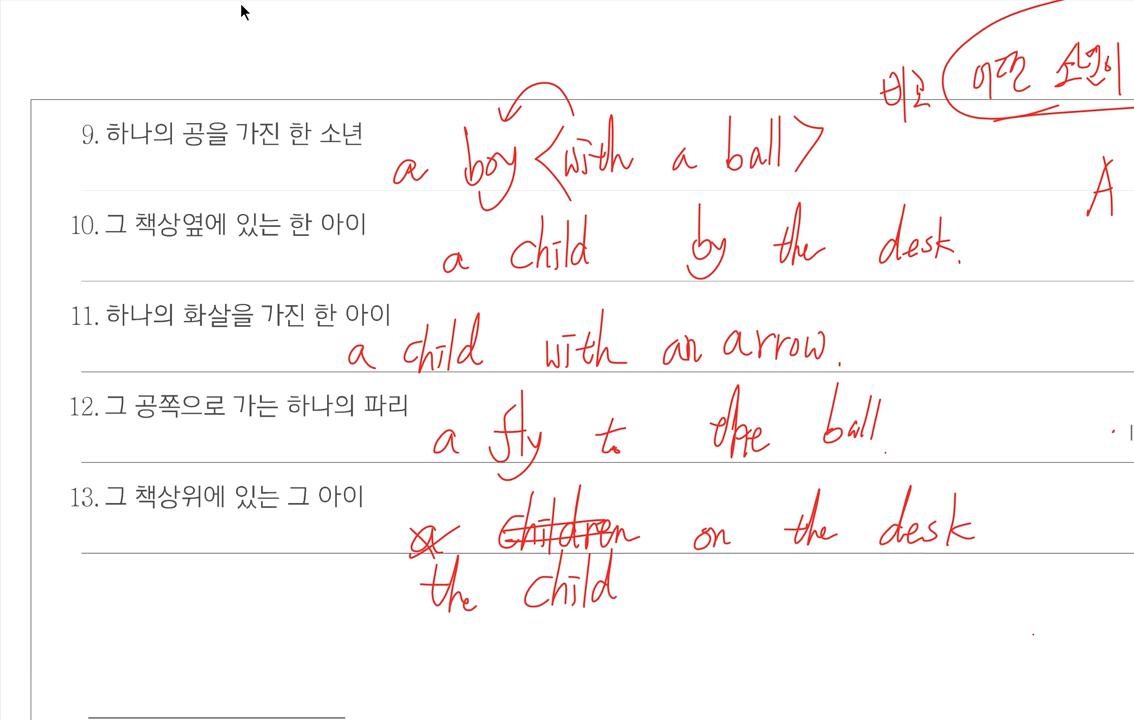 바로 어떤 소년이
9. 하나의 공을 가진 한 소년
a boy <with a ball>
A
10. 그 책상옆에 있는 한 아이
a child by the desk.
11. 하나의 화살을 가진 한 아이
a child with an arrow.
12. 그 공쪽으로 가는 하나의 파리
a fly to the ball.
13. 그 책상위에 있는 그 아이
a children on the desk
the child